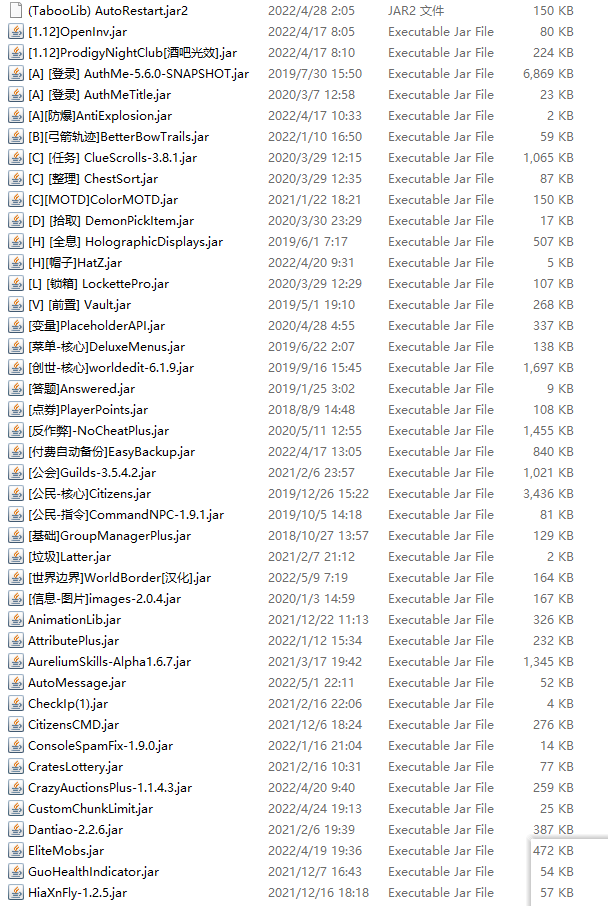 (TabooLib) AutoRestart.jar2 2022/4/28 2:05 JAR2 文件 150 KB
[1.12]OpenInv.jar 2022/4/17 8:05 Executable Jar File 80 KB
[1.12]ProdigyNightClub[酒吧光效].jar 2022/4/17 8:10 Executable Jar File 224 KB
[A] [登录] AuthMe-5.6.0-SNAPSHOT.jar 2019/7/30 15:50 Executable Jar File 6,869 KB
[A] [登录] AuthMeTitle.jar 2020/3/7 12:58 Executable Jar File 23 KB
[A][防爆]AntiExplosion.jar 2022/4/17 10:33 Executable Jar File 2 KB
[B][弓箭轨迹]BetterBowTrails.jar 2022/1/10 16:50 Executable Jar File 59 KB
[C] [任务] ClueScrolls-3.8.1.jar 2020/3/29 12:15 Executable Jar File 1,065 KB
[C] [整理] ChestSort.jar 2020/3/29 12:35 Executable Jar File 87 KB
[C][MOTD]ColorMOTD.jar 2021/1/22 18:21 Executable Jar File 150 KB
[D] [拾取] DemonPickItem.jar 2020/3/30 23:29 Executable Jar File 17 KB
[H] [全息] HolographicDisplays.jar 2019/6/1 7:17 Executable Jar File 507 KB
[H][帽子]HatZ.jar 2022/4/20 9:31 Executable Jar File 5 KB
[L] [锁箱] LockettePro.jar 2020/3/29 12:29 Executable Jar File 107 KB
[V] [前置] Vault.jar 2019/5/1 19:10 Executable Jar File 268 KB
[变量]PlaceholderAPI.jar 2020/4/28 4:55 Executable Jar File 337 KB
[菜单-核心]DeluxeMenus.jar 2019/6/22 2:07 Executable Jar File 138 KB
[创世-核心]worldedit-6.1.9.jar 2019/9/16 15:45 Executable Jar File 1,697 KB
[答题]Answered.jar 2019/1/25 3:02 Executable Jar File 9 KB
[点券]PlayerPoints.jar 2018/8/9 14:48 Executable Jar File 108 KB
[反作弊]-NoCheatPlus.jar 2020/5/11 12:55 Executable Jar File 1,455 KB
[付费自动备份]EasyBackup.jar 2022/4/17 13:05 Executable Jar File 840 KB
[公会]Guilds-3.5.4.2.jar 2021/2/6 23:57 Executable Jar File 1,021 KB
[公民-核心]Citizens.jar 2019/12/26 15:22 Executable Jar File 3,436 KB
[公民-指令]CommandNPC-1.9.1.jar 2019/10/5 14:18 Executable Jar File 81 KB
[基础]GroupManagerPlus.jar 2018/10/27 13:57 Executable Jar File 129 KB
[垃圾]Latter.jar 2021/2/7 21:12 Executable Jar File 2 KB
[世界边界]WorldBorder[汉化].jar 2022/5/9 7:19 Executable Jar File 164 KB
[信息-图片]images-2.0.4.jar 2020/1/3 14:59 Executable Jar File 167 KB
AnimationLib.jar 2021/12/22 11:13 Executable Jar File 326 KB
AttributePlus.jar 2022/1/12 15:34 Executable Jar File 232 KB
AureliumSkills-Alpha1.6.7.jar 2021/3/17 19:42 Executable Jar File 1,345 KB
AutoMessage.jar 2022/5/1 22:11 Executable Jar File 52 KB
CheckIp(1).jar 2021/2/16 22:06 Executable Jar File 4 KB
CitizensCMD.jar 2021/12/6 18:24 Executable Jar File 276 KB
ConsoleSpamFix-1.9.0.jar 2022/1/16 21:04 Executable Jar File 14 KB
CratesLottery.jar 2021/2/16 10:31 Executable Jar File 77 KB
CrazyAuctionsPlus-1.1.4.3.jar 2022/4/20 9:40 Executable Jar File 259 KB
CustomChunkLimit.jar 2022/4/24 19:13 Executable Jar File 25 KB
Dantiao-2.2.6.jar 2021/2/6 19:39 Executable Jar File 387 KB
EliteMobs.jar 2022/4/19 19:36 Executable Jar File 472 KB
GuoHealthIndicator.jar 2021/12/7 16:43 Executable Jar File 54 KB
HiaXnFly-1.2.5.jar 2021/12/16 18:18 Executable Jar File 57 KB